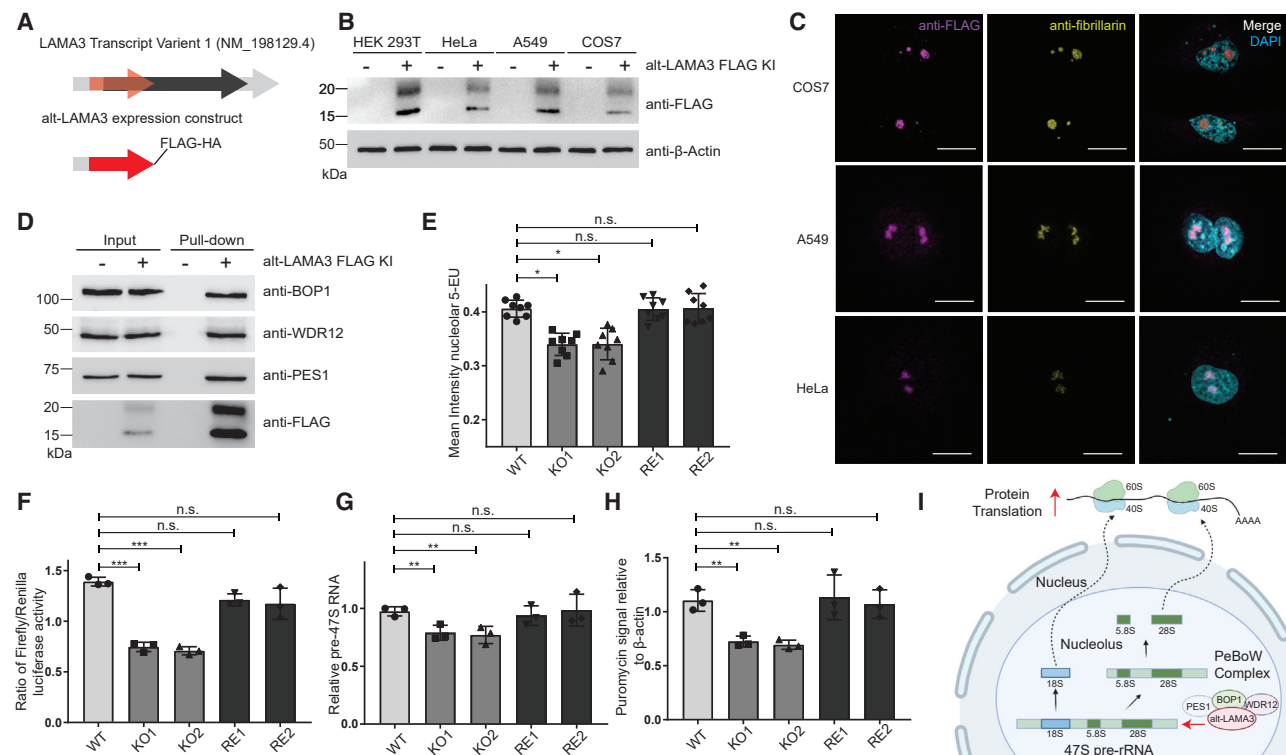 A
LAMA3 Transcript Varient 1 (NM_198129.4)
alt-LAMA3 expression construct
FLAG-HA
B
HEK 293T HeLa A549 COS7
- + - + - + - + alt-LAMA3 FLAG KI
20
15
anti-FLAG
50
anti-β-Actin
kDa
C
anti-FLAG anti-fibrillarin Merge
DAPI
COS7
A549
HeLa
D
Input Pull-down
- + - + alt-LAMA3 FLAG KI
100
anti-BOP1
50
anti-WDR12
75
anti-PES1
20
15
anti-FLAG
kDa
E
n.s.
n.s.
*
*
Mean Intensity nucleolar 5-EU
0.4
0.3
0.2
WT KO1 KO2 RE1 RE2
F
n.s.
n.s.
***
***
Ratio of Firefly/Renilla
luciferase activity
1.5
1.0
0.5
0.0
WT KO1 KO2 RE1 RE2
G
n.s.
n.s.
**
**
Relative pre-47S RNA
1.0
0.5
0.0
WT KO1 KO2 RE1 RE2
H
n.s.
n.s.
**
**
Puromycin signal relative
to β-actin
1.5
1.0
0.5
0.0
WT KO1 KO2 RE1 RE2
I
Protein
Translation
60S 60S
40S 40S
AAAA
Nucleus
Nucleolus
5.8S 28S
PeBoW
Complex
18S
5.8S 28S
PES1 BOP1 WDR12
alt-LAMA3
18S 5.8S 28S
47S pre-rRNA